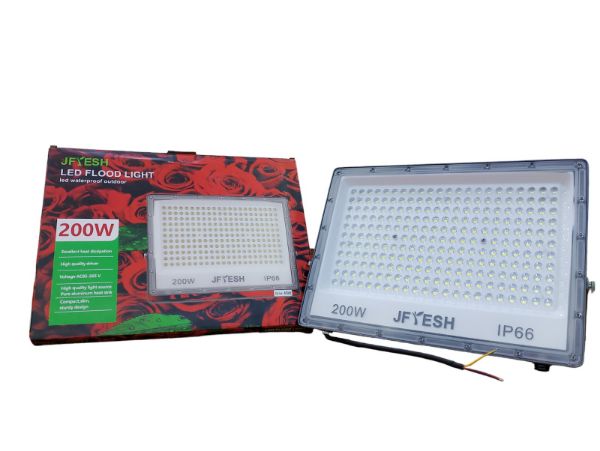 JFYESH
LED FLOOD LIGHT
led waterproof outdoor
200W
Excellent heat dissipation
High quality driver
Voltage AC85-265 V
High quality light source
Pure aluminum heat sink
Compact,slim,
sturdy design
200W JFYESH IP66
200W JFYESH IP66